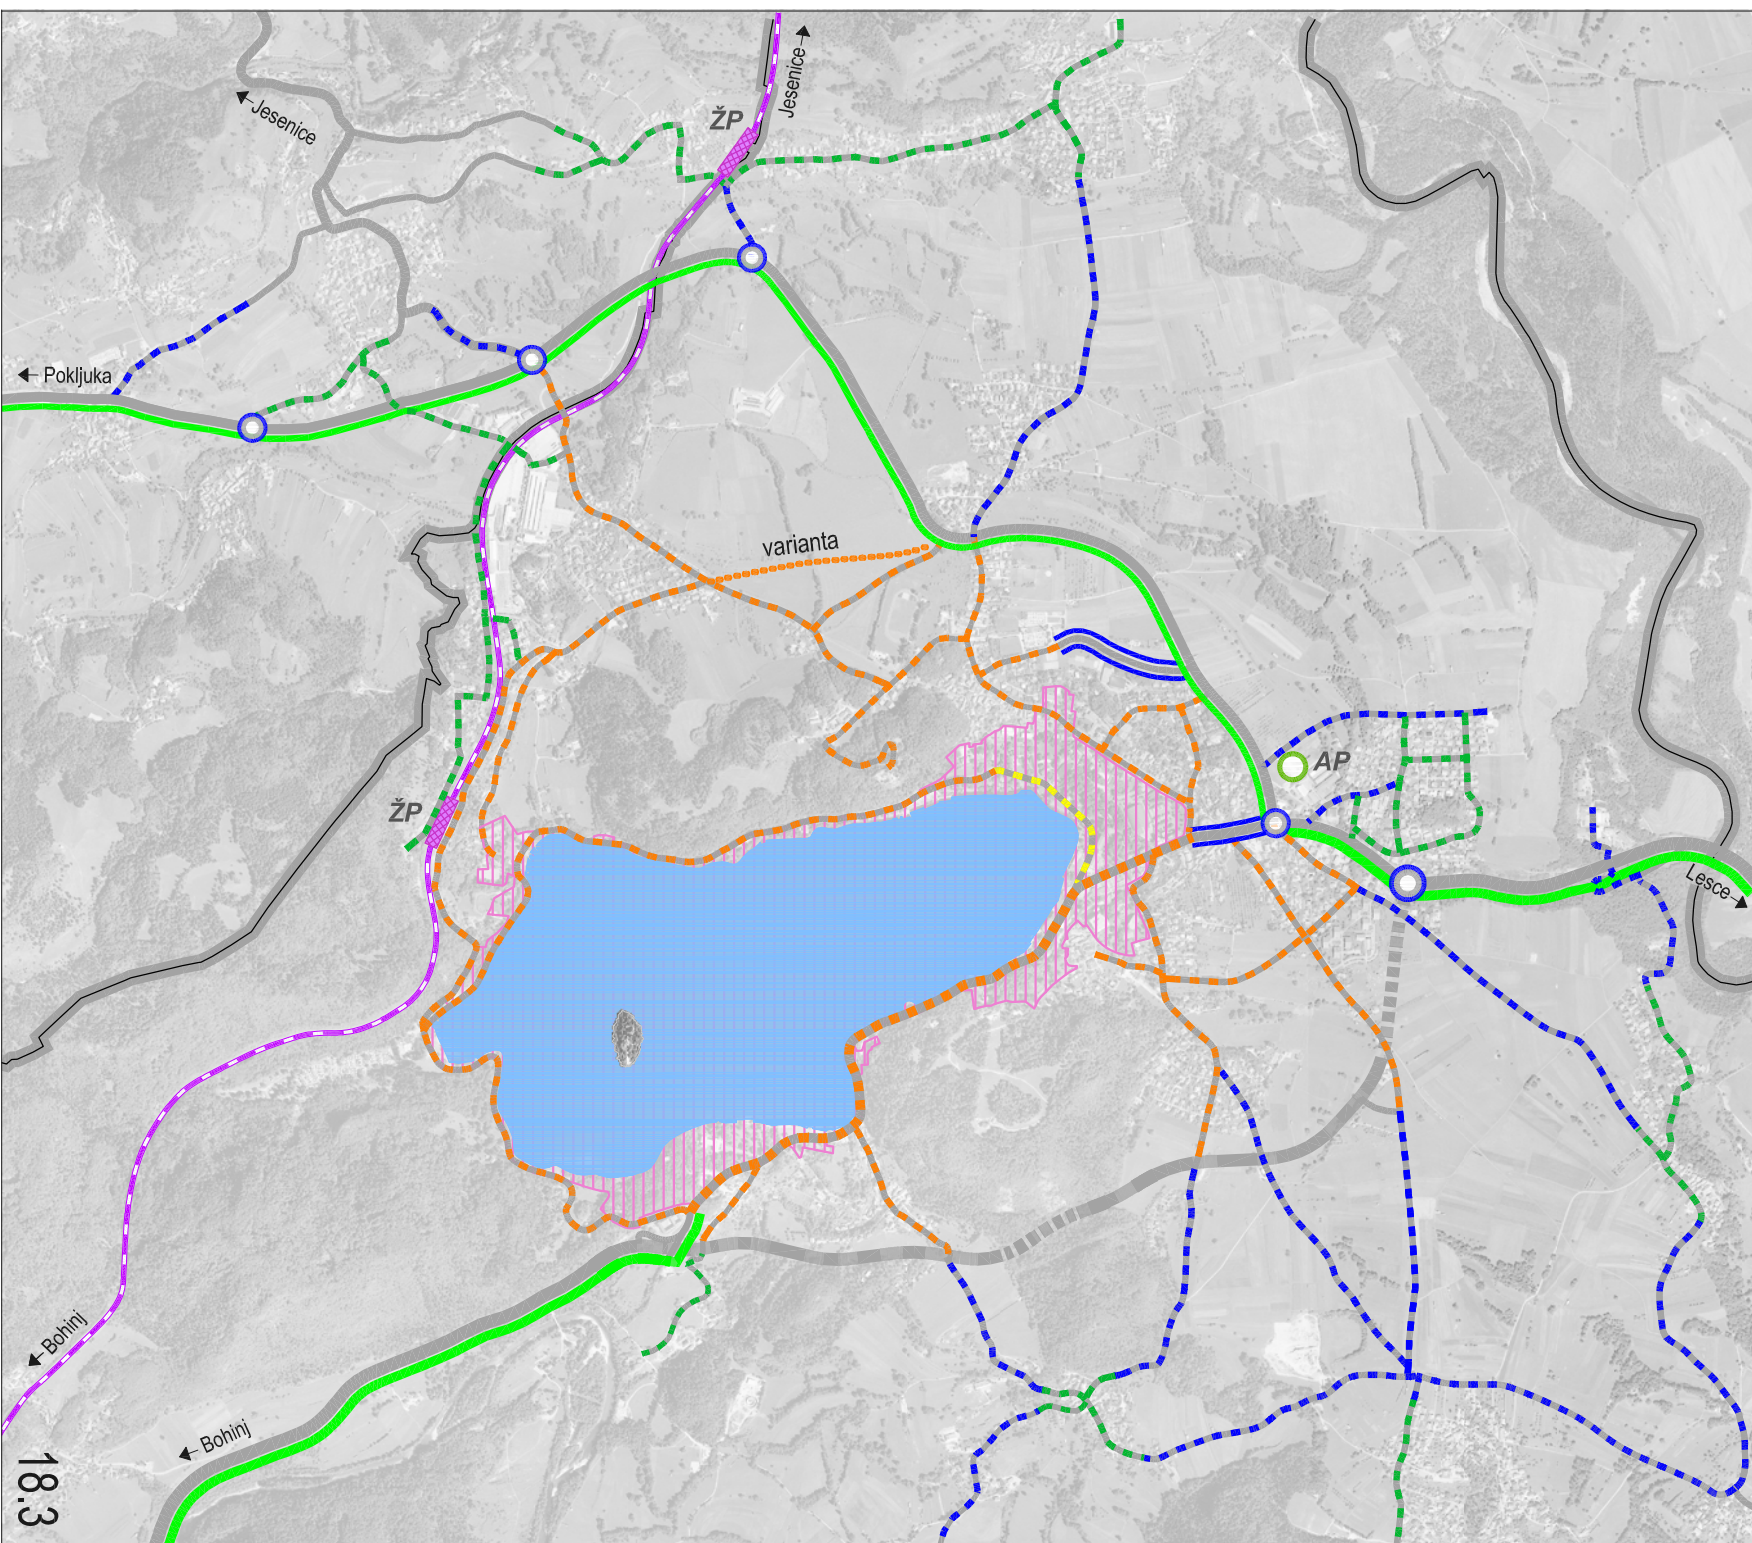 Jesenice
ŽP
Jesenice
Pokljuka
varianta
AP
ŽP
Lesce
Bohinj
Bohinj
18.3